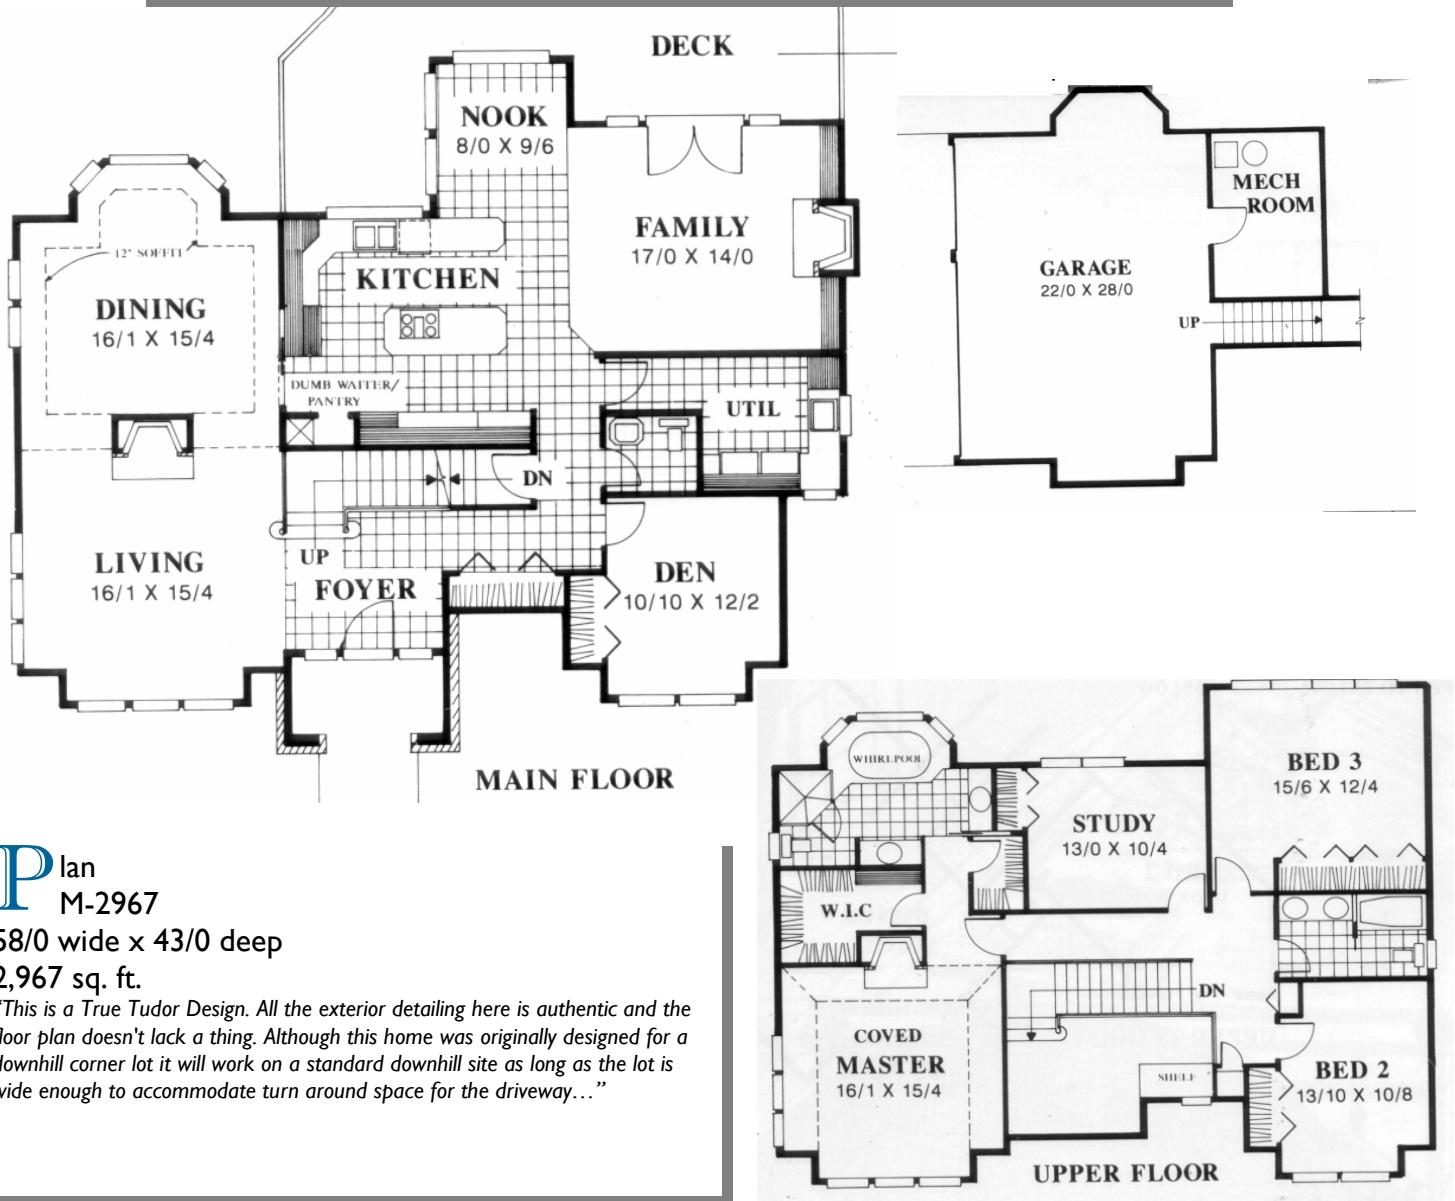 DECK
NOOK
8/0 X 9/6
FAMILY
17/0 X 14/0
12" SOFFIT
KITCHEN
DINING
16/1 X 15/4
DUMB WAITER/
PANTRY
UTIL
DN
UP
LIVING
16/1 X 15/4
FOYER
DEN
10/10 X 12/2
MAIN FLOOR
MECH
ROOM
GARAGE
22/0 X 28/0
UP
WHIRLPOOL
BED 3
15/6 X 12/4
STUDY
13/0 X 10/4
W.I.C
DN
COVED
MASTER
16/1 X 15/4
SHELF
BED 2
13/10 X 10/8
UPPER FLOOR
Plan
M-2967
58/0 wide x 43/0 deep
2,967 sq. ft.
“This is a True Tudor Design. All the exterior detailing here is authentic and the
floor plan doesn't lack a thing. Although this home was originally designed for a
downhill corner lot it will work on a standard downhill site as long as the lot is
wide enough to accommodate turn around space for the driveway…”